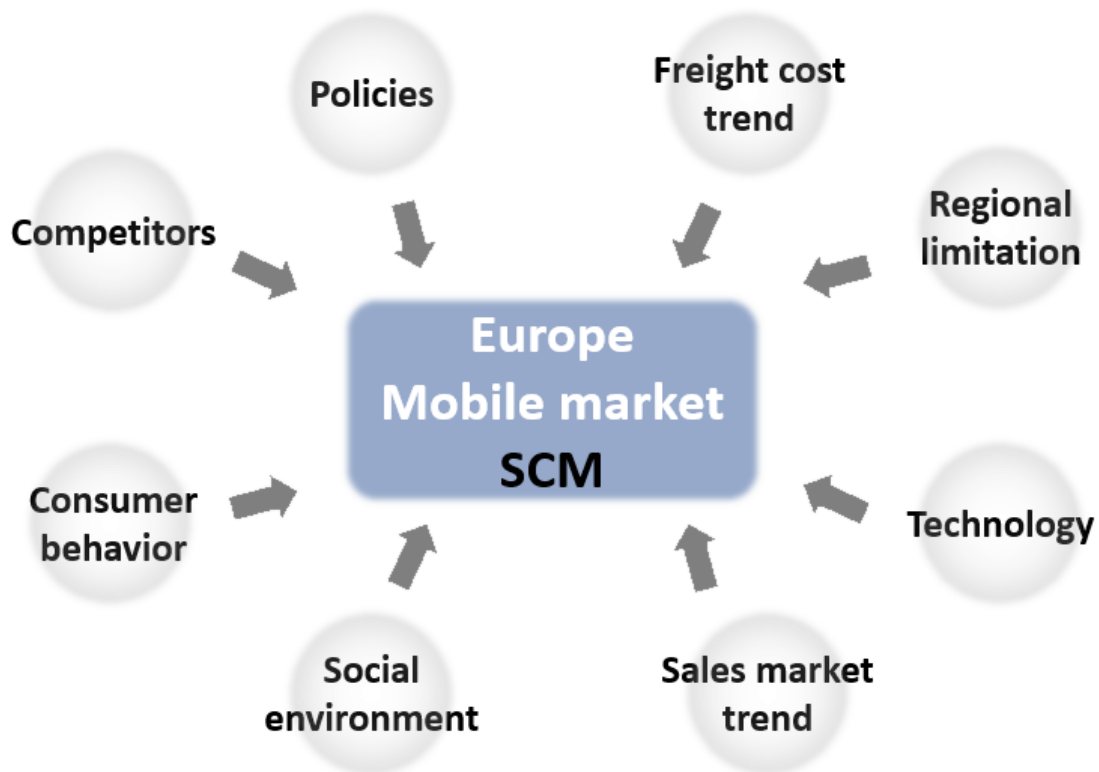 Policies
Freight cost
trend
Competitors
Regional
limitation
Europe
Mobile market
SCM
Consumer
behavior
Technology
Social
environment
Sales market
trend